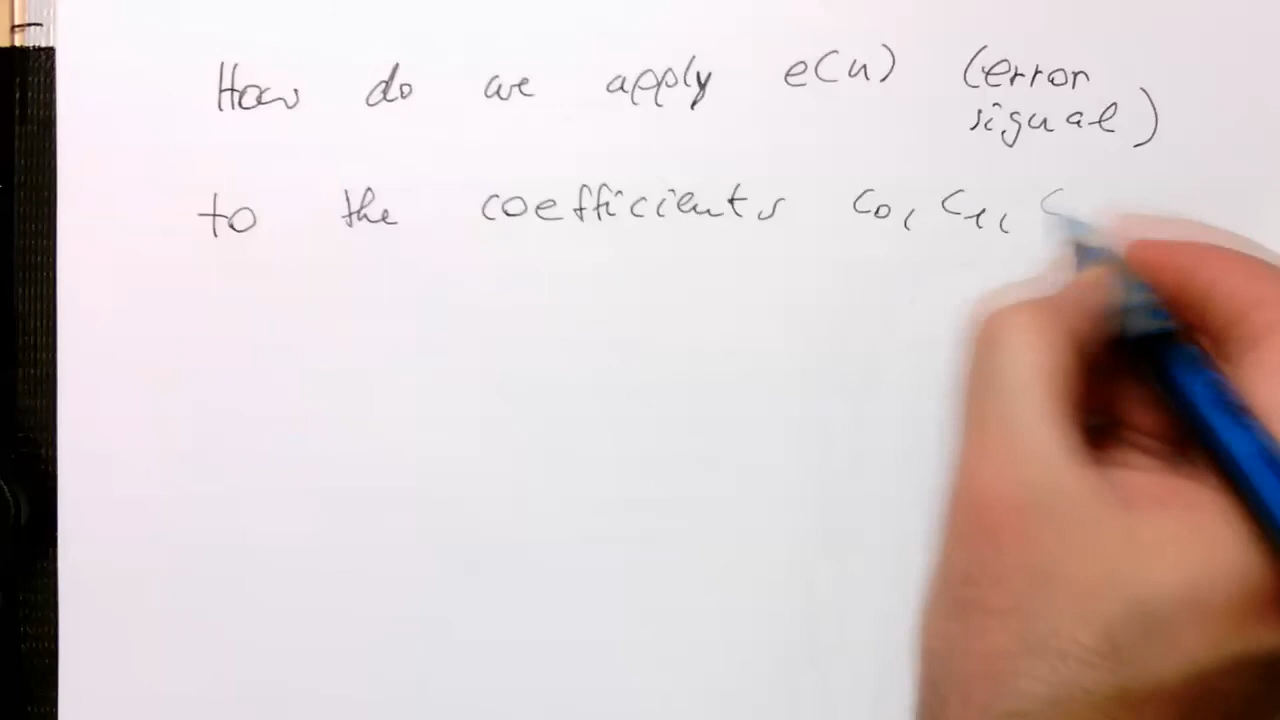 How do we apply e(n) (error
signal)
to the coefficients c0, c1, c